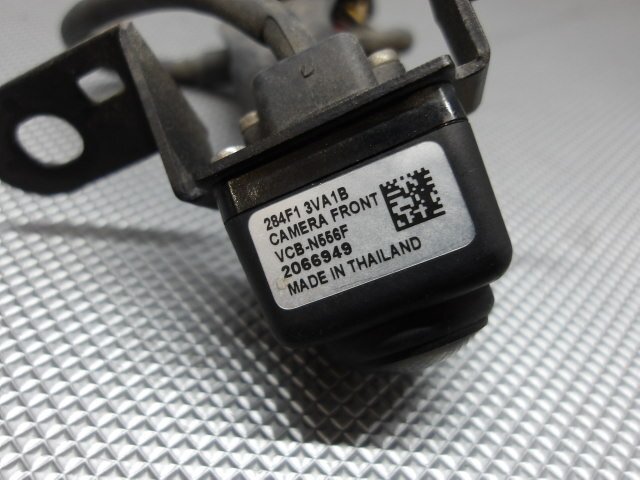 284F1 3VA1B
CAMERA FRONT
VCB-N556F
2066949
MADE IN THAILAND